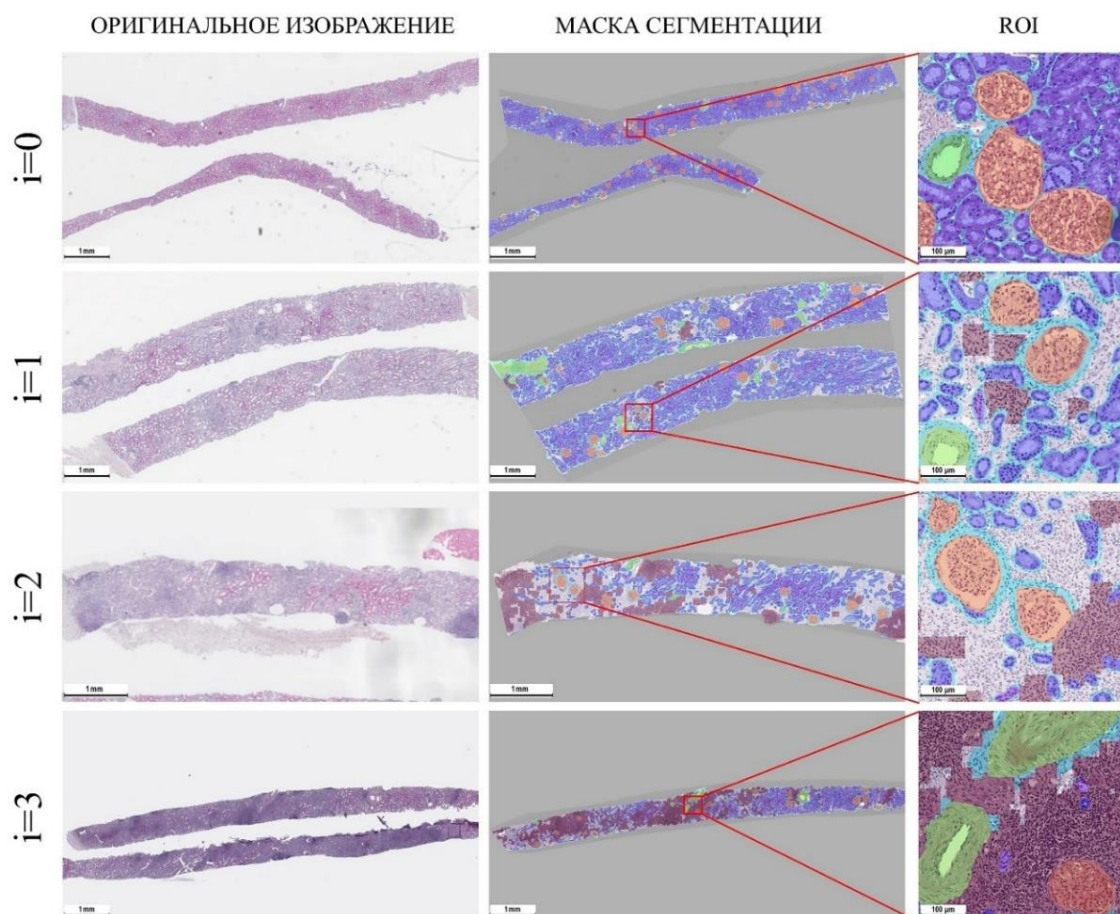 ОРИГИНАЛЬНОЕ ИЗОБРАЖЕНИЕ МАСКА СЕГМЕНТАЦИИ ROI
i=0
1mm
1mm
100 µm
i=1
1mm
1mm
100 µm
i=2
1mm
1mm
100 µm
i=3
1mm
1mm
100 µm